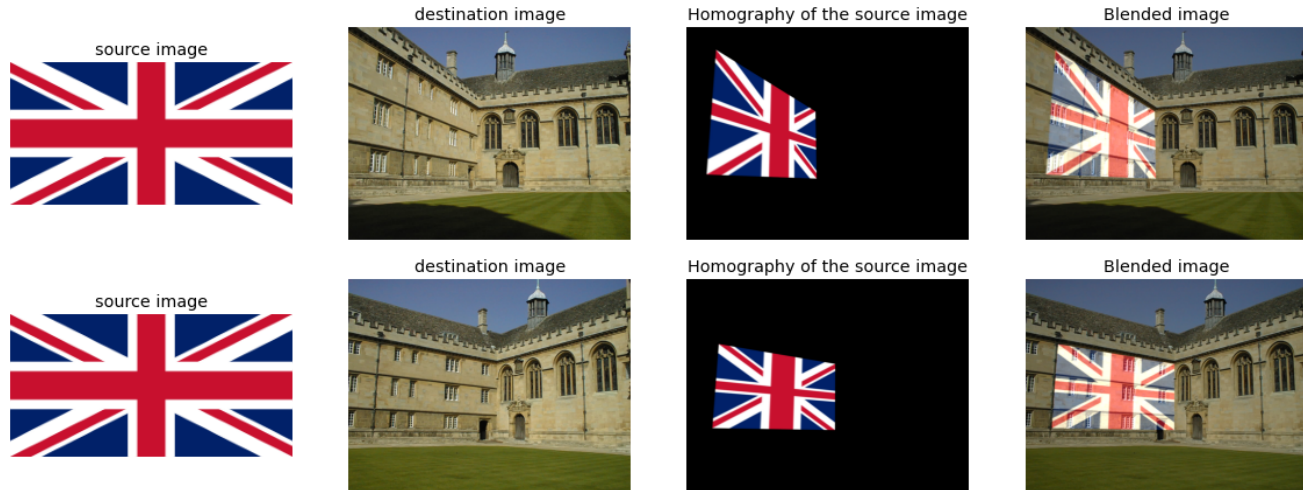 source image
destination image
Homography of the source image
Blended image
source image
destination image
Homography of the source image
Blended image